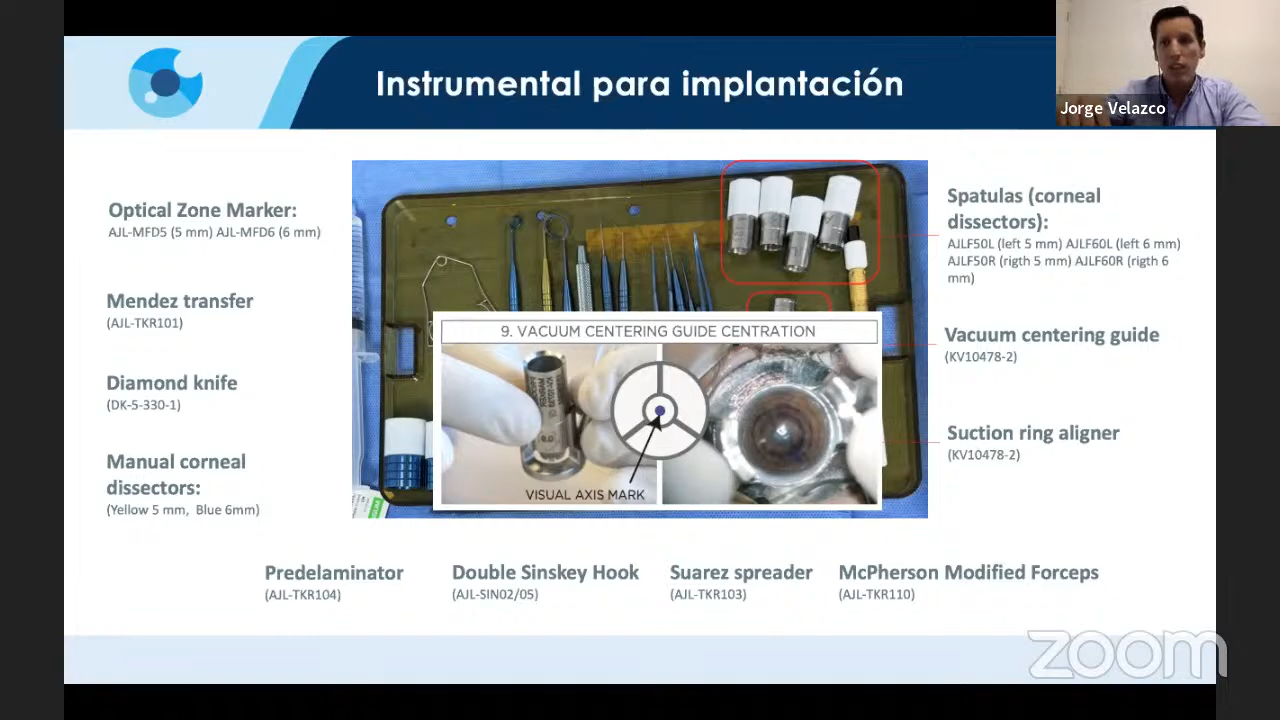 Instrumental para implantación
Jorge Velazco
Optical Zone Marker:
AJL-MFD5 (5 mm) AJL-MFD6 (6 mm)
Mendez transfer
(AJL-TKR101)
Diamond knife
(DK-5-330-1)
Manual corneal
dissectors:
(Yellow 5 mm, Blue 6mm)
9. VACUUM CENTERING GUIDE CENTRATION
6.0
VISUAL AXIS MARK
Spatulas (corneal
dissectors):
AJLF50L (left 5 mm) AJLF60L (left 6 mm)
AJLF50R (rigth 5 mm) AJLF60R (rigth 6
mm)
Vacuum centering guide
(KV10478-2)
Suction ring aligner
(KV10478-2)
Predelaminator
(AJL-TKR104)
Double Sinskey Hook
(AJL-SIN02/05)
Suarez spreader
(AJL-TKR103)
McPherson Modified Forceps
(AJL-TKR110)
zoom